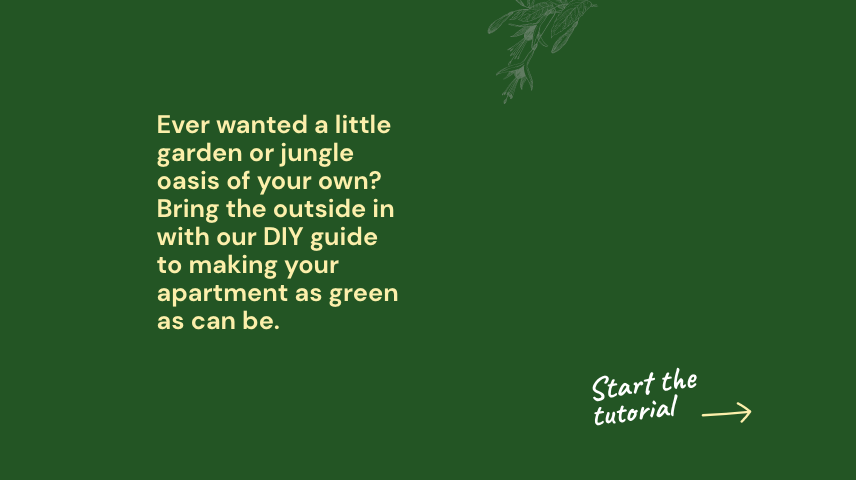 Ever wanted a little
garden or jungle
oasis of your own?
Bring the outside in
with our DIY guide
to making your
apartment as green
as can be.
Start the
tutorial